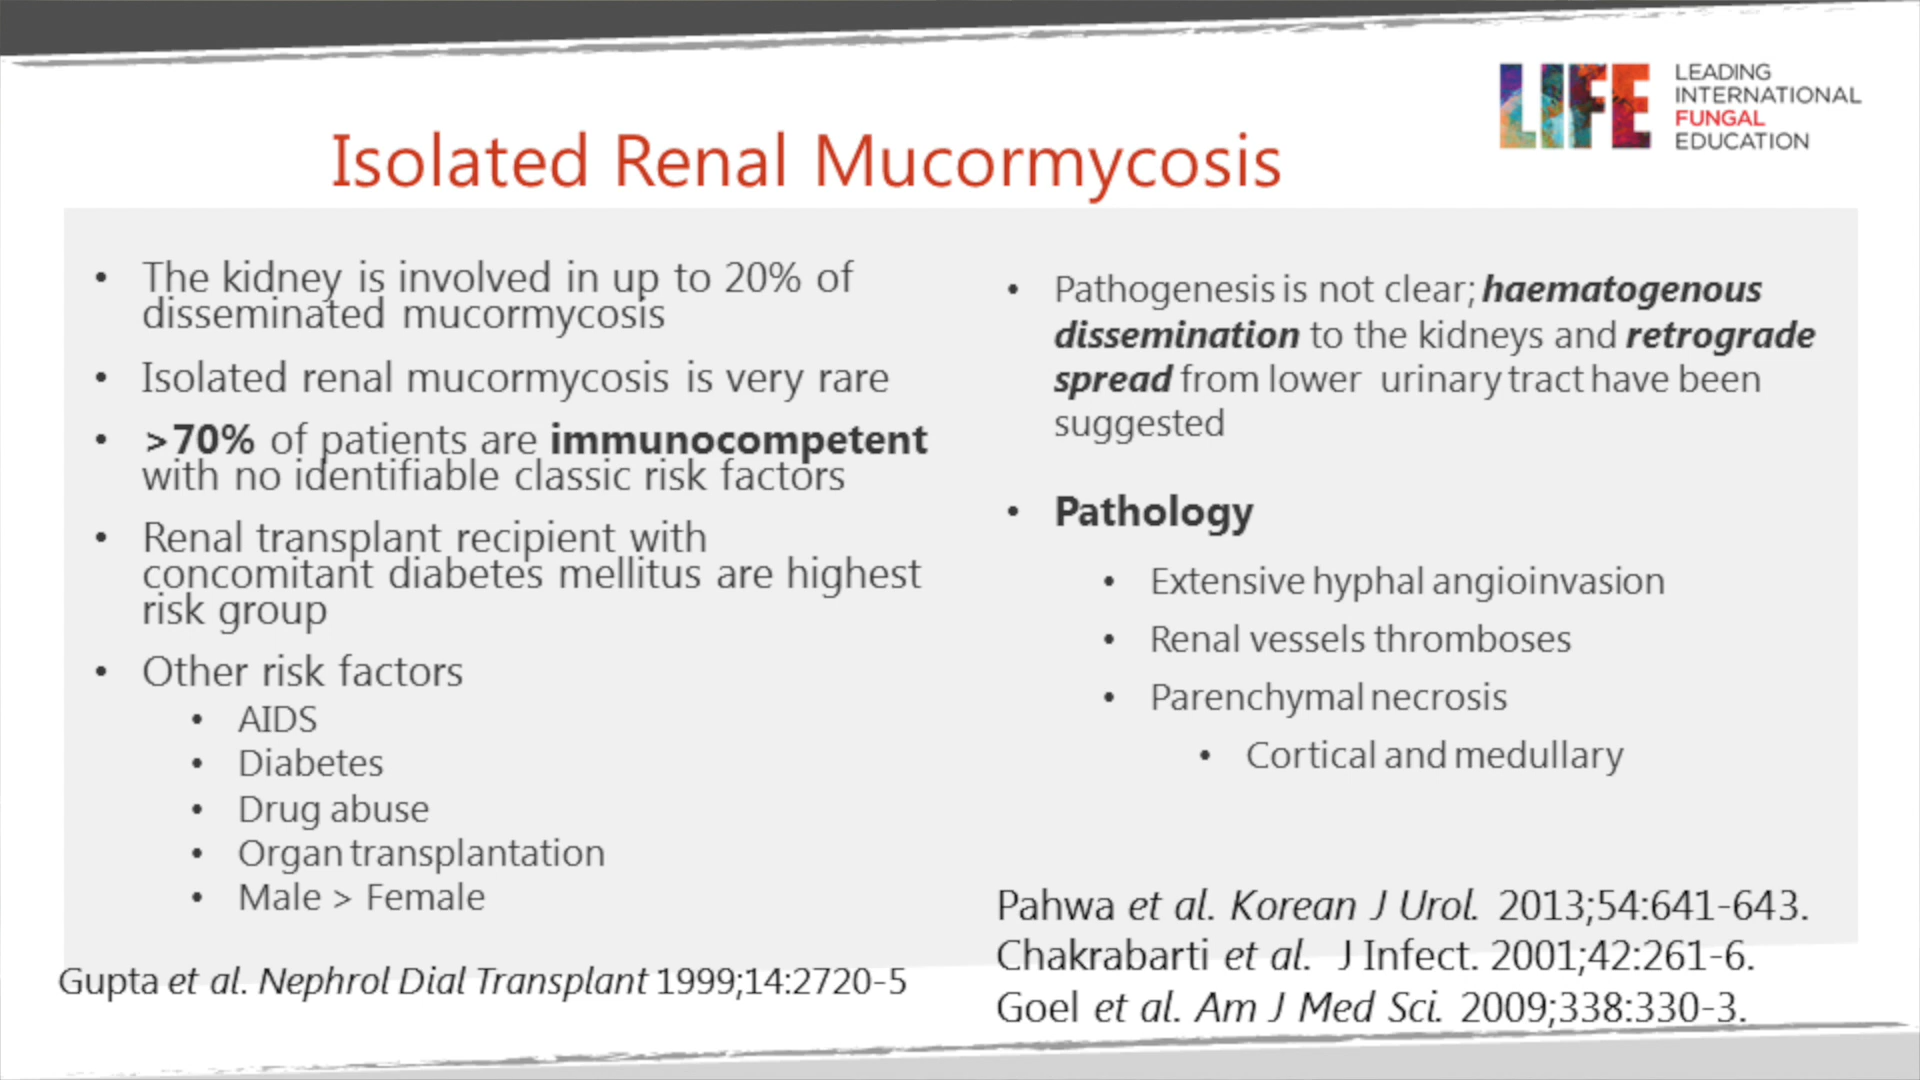 LIFE
LEADING
INTERNATIONAL
FUNGAL
EDUCATION
Isolated Renal Mucormycosis
• The kidney is involved in up to 20% of
disseminated mucormycosis
• Isolated renal mucormycosis is very rare
• >70% of patients are immunocompetent
with no identifiable classic risk factors
• Renal transplant recipient with
concomitant diabetes mellitus are highest
risk group
• Other risk factors
• AIDS
• Diabetes
• Drug abuse
• Organ transplantation
• Male > Female
Gupta et al. Nephrol Dial Transplant 1999;14:2720-5
• Pathogenesis is not clear; haematogenous
dissemination to the kidneys and retrograde
spread from lower urinary tract have been
suggested
• Pathology
• Extensive hyphal angioinvasion
• Renal vessels thromboses
• Parenchymal necrosis
• Cortical and medullary
Pahwa et al. Korean J Urol. 2013;54:641-643.
Chakrabarti et al. J Infect. 2001;42:261-6.
Goel et al. Am J Med Sci. 2009;338:330-3.